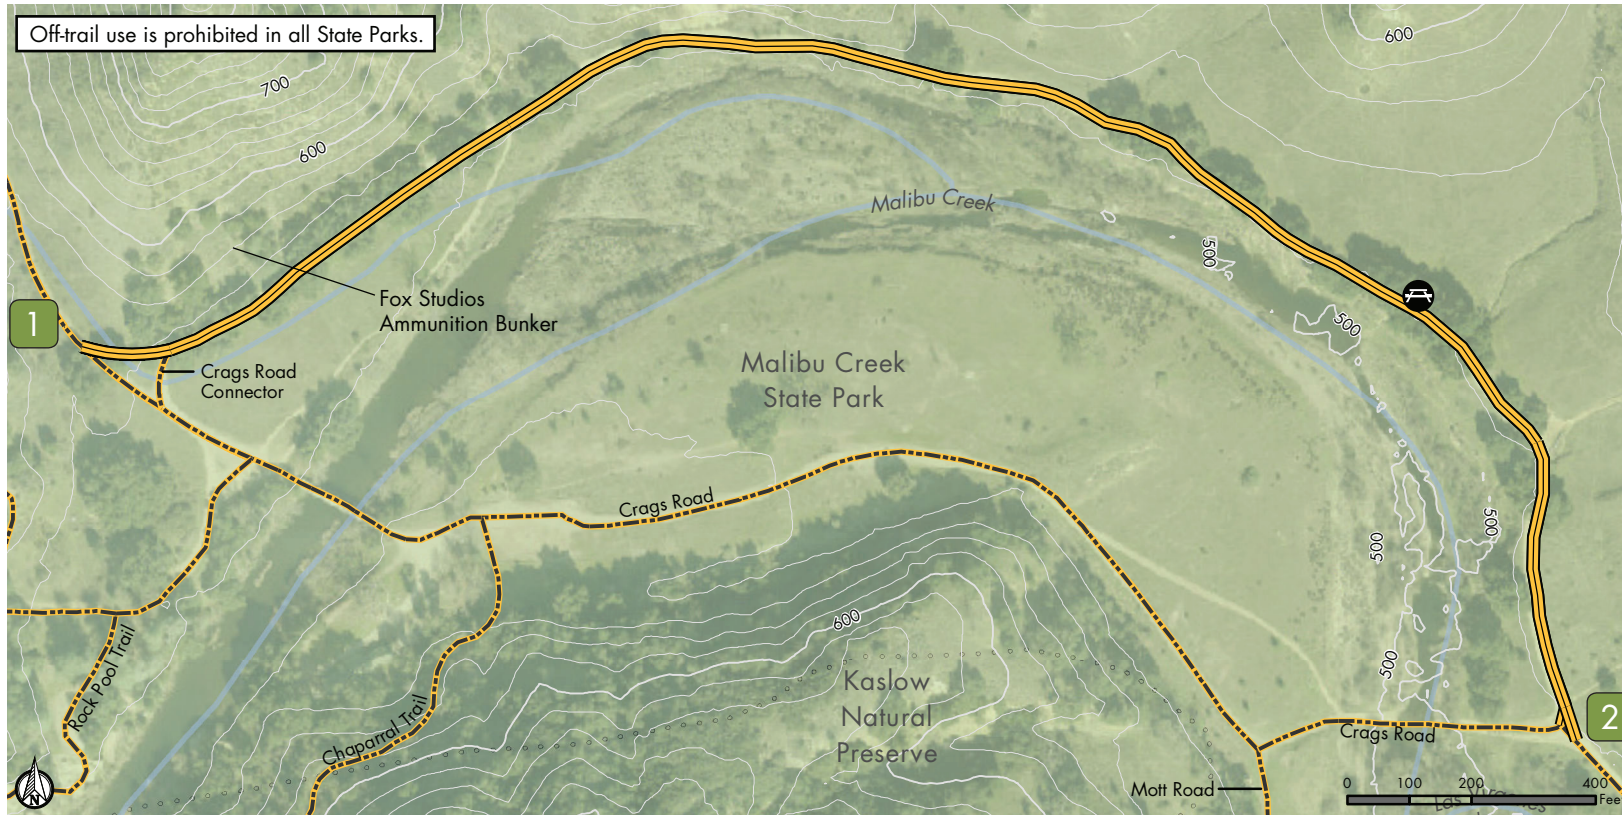 Off-trail use is prohibited in all State Parks.
600
700
600
Malibu Creek
500
1
Fox Studios
Ammunition Bunker
500
Crags Road
Connector
Malibu Creek
State Park
Crags Road
500
500
600
500
Rock Pool Trail
Chaparral Trail
Kaslow
Natural
Preserve
2
Crags Road
Mott Road
0 100 200 400
Feet
N